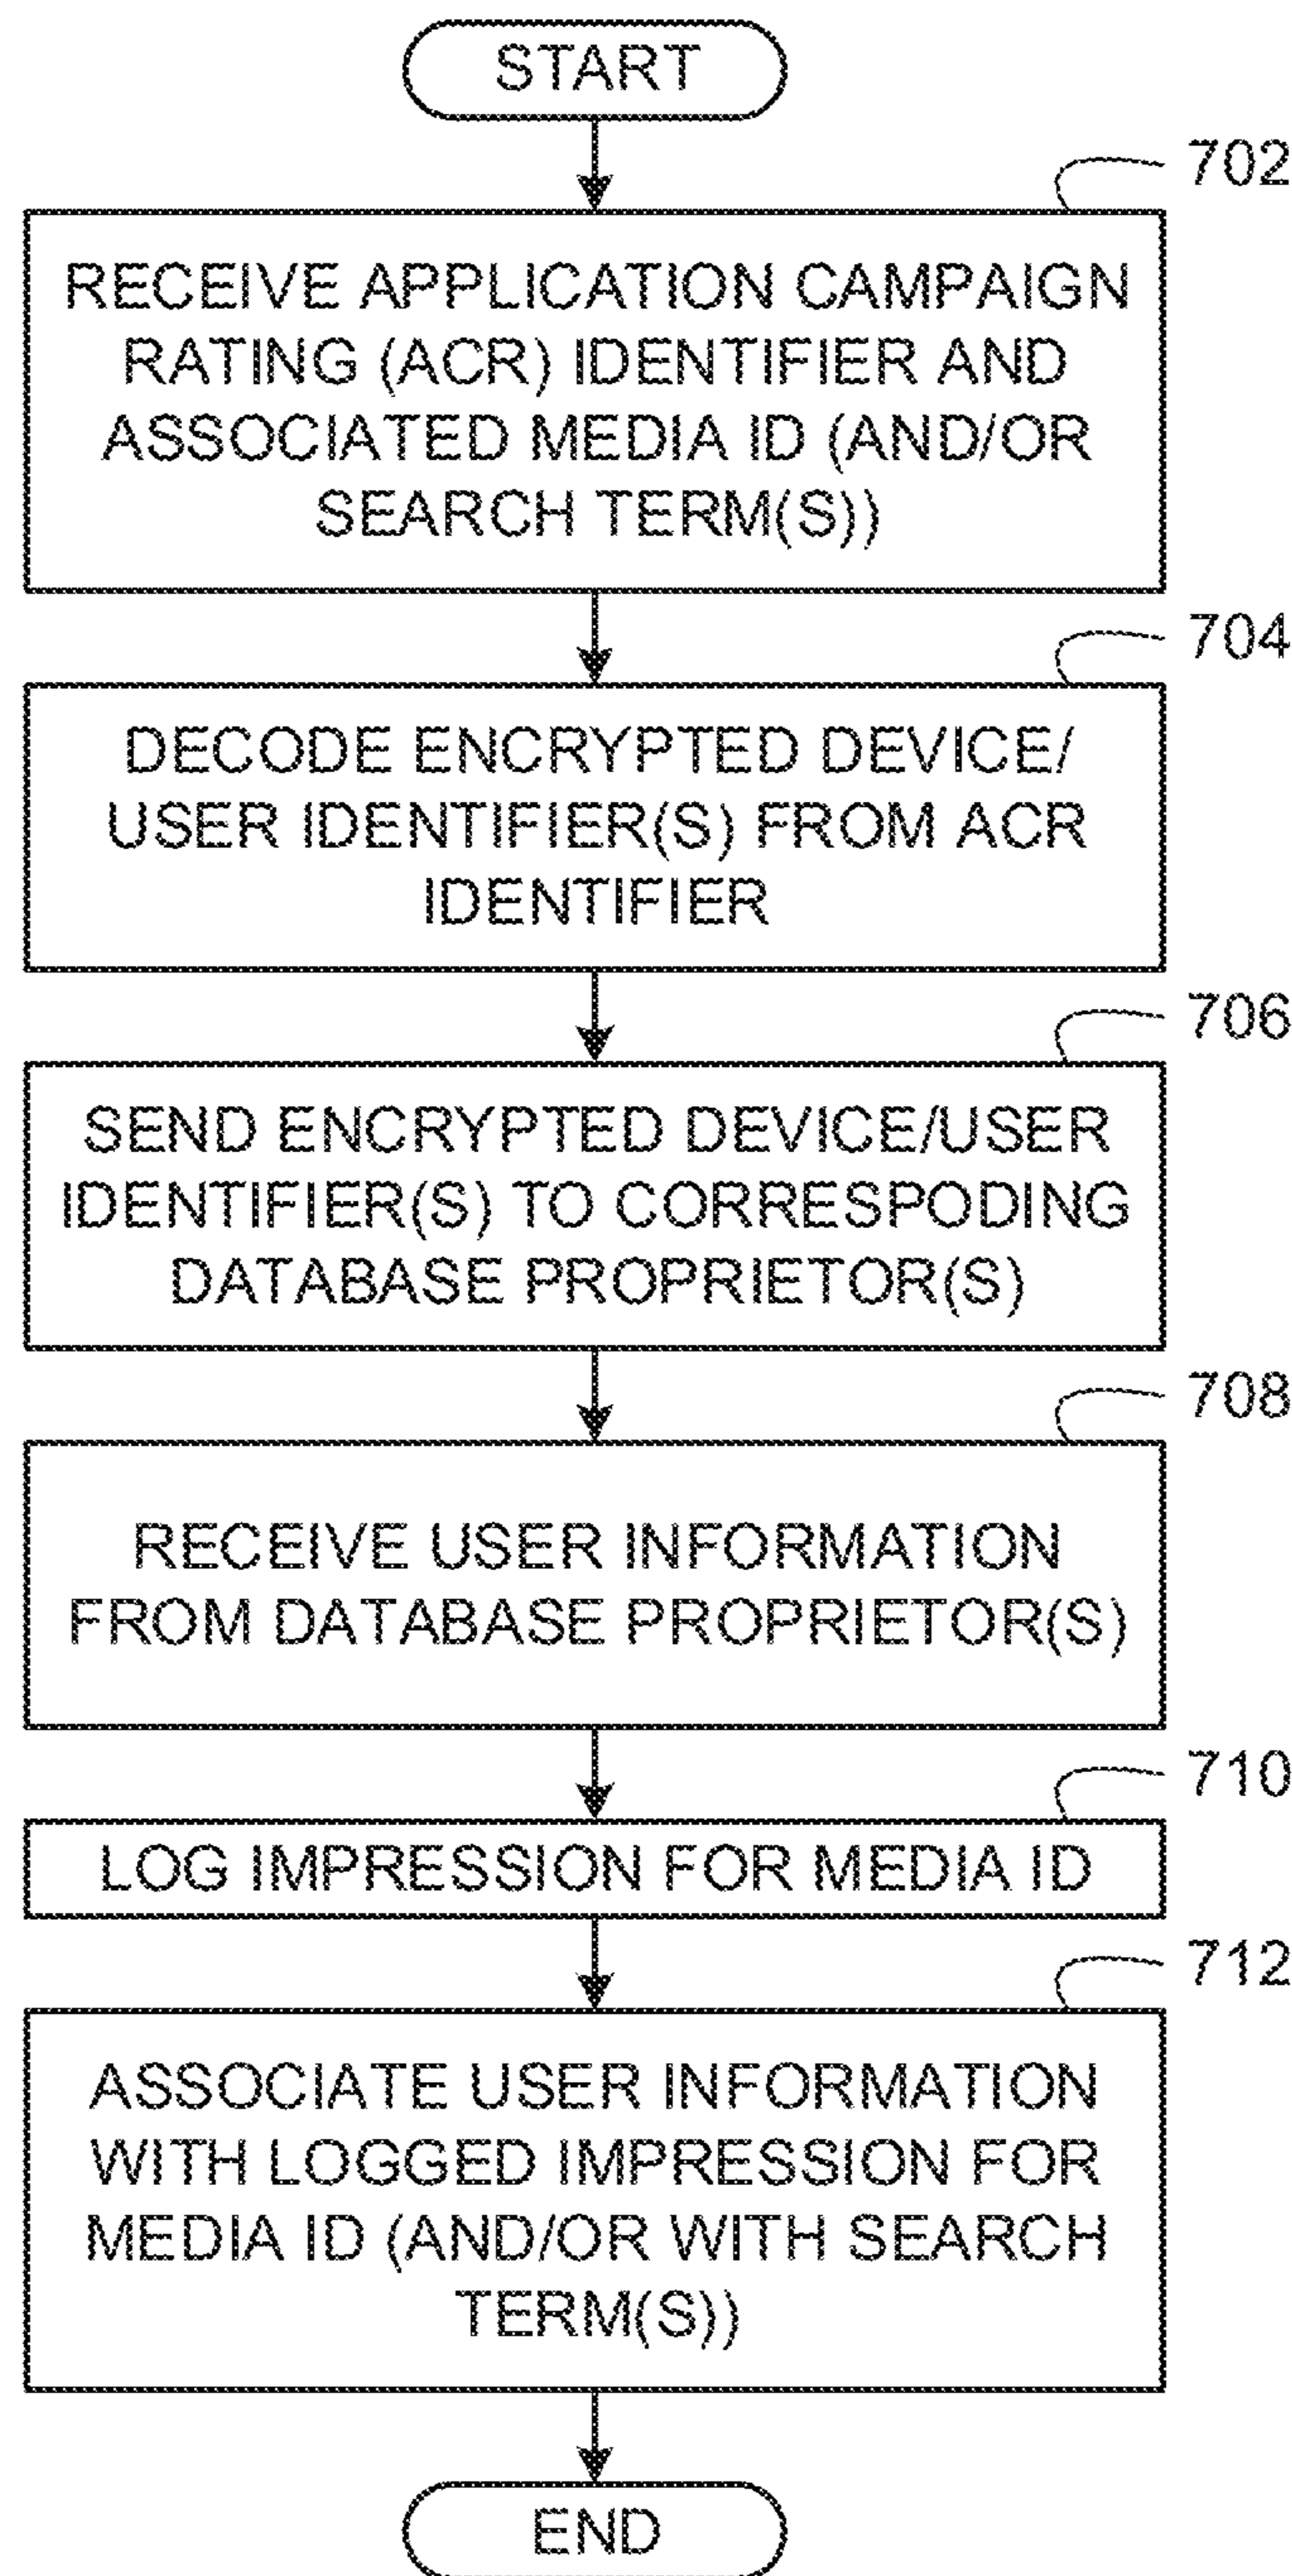 START
702
RECEIVE APPLICATION CAMPAIGN
RATING (ACR) IDENTIFIER AND
ASSOCIATED MEDIA ID (AND/OR
SEARCH TERM(S))
704
DECODE ENCRYPTED DEVICE/
USER IDENTIFIER(S) FROM ACR
IDENTIFIER
706
SEND ENCRYPTED DEVICE/USER
IDENTIFIER(S) TO CORRESPODING
DATABASE PROPRIETOR(S)
708
RECEIVE USER INFORMATION
FROM DATABASE PROPRIETOR(S)
710
LOG IMPRESSION FOR MEDIA ID
712
ASSOCIATE USER INFORMATION
WITH LOGGED IMPRESSION FOR
MEDIA ID (AND/OR WITH SEARCH
TERM(S))
END